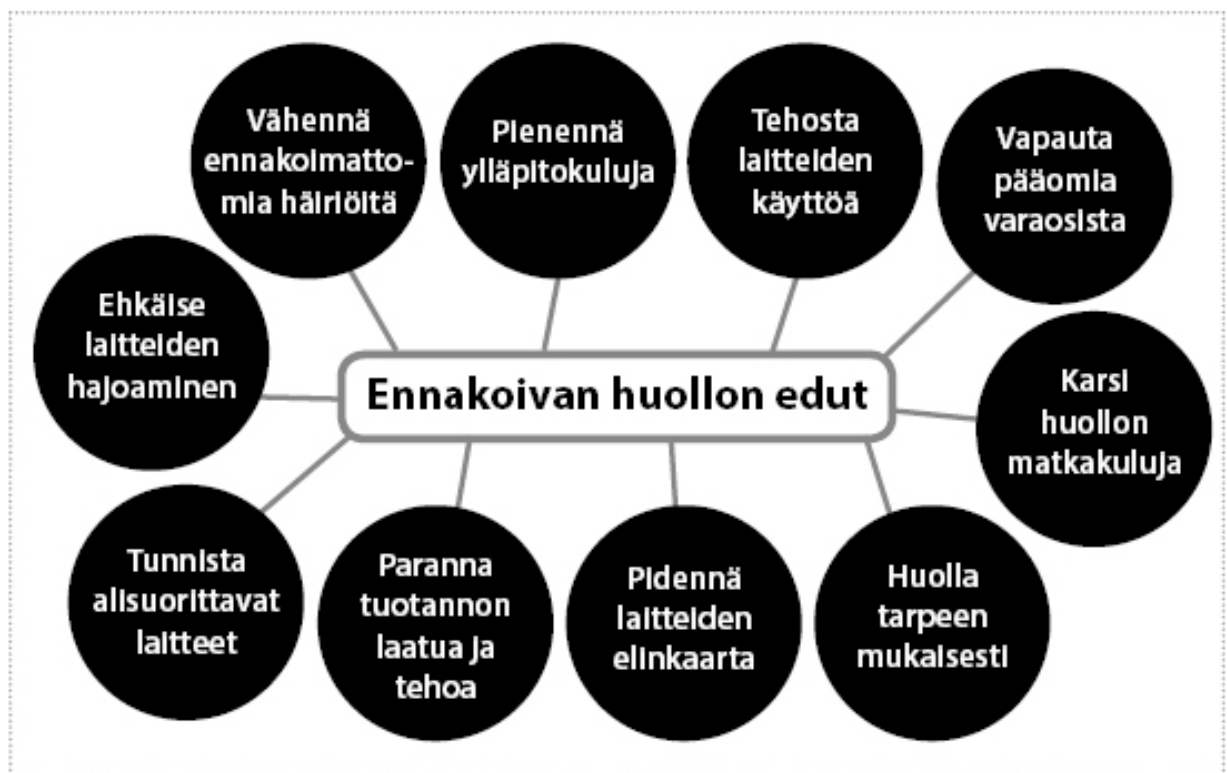 Vähennä
ennakoimatto-
mia häiriöitä
Pienennä
ylläpitokuluja
Tehosta
laitteiden
käyttöä
Vapauta
pääomia
varaosista
Ehkäise
laitteiden
hajoaminen
Ennakoivan huollon edut
Karsi
huollon
matkakuluja
Tunnista
alisuorittavat
laitteet
Paranna
tuotannon
laatua ja
tehoa
Pidennä
laitteiden
elinkaarta
Huolla
tarpeen
mukaisesti